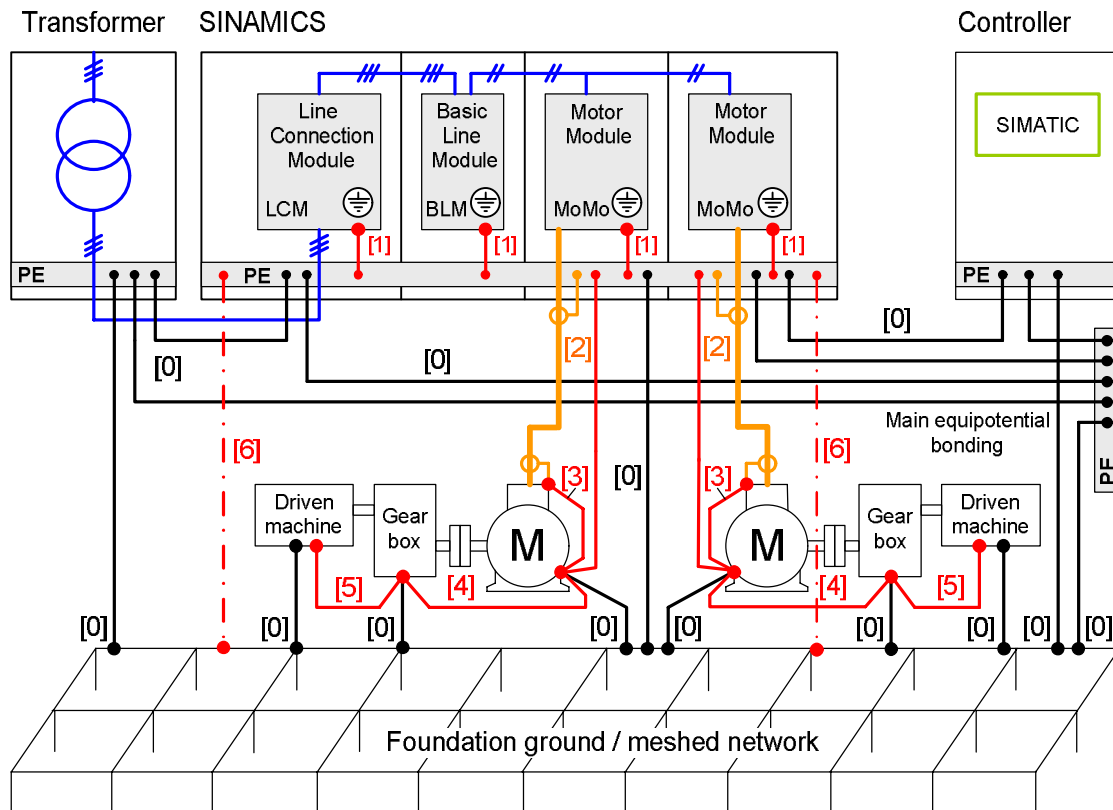 Transformer
SINAMICS
Controller
Line
Connection
Module
LCM
Basic
Line
Module
BLM
Motor
Module
MoMo
Motor
Module
MoMo
SIMATIC
[1]
[1]
[1]
[1]
PE
PE
PE
[0]
[0]
[2]
[2]
[0]
Main equipotential
bonding
PE
[6]
[3]
[0]
[3]
[6]
Driven
machine
Gear
box
M
M
Gear
box
Driven
machine
[5]
[4]
[4]
[5]
[0]
[0]
[0]
[0]
[0]
[0]
[0]
[0]
[0]
Foundation ground / meshed network